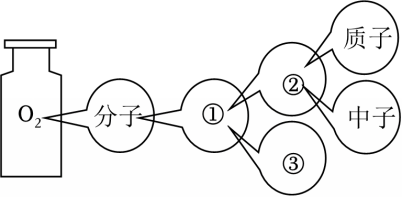 O₂
分子
①
②
③
质子
中子